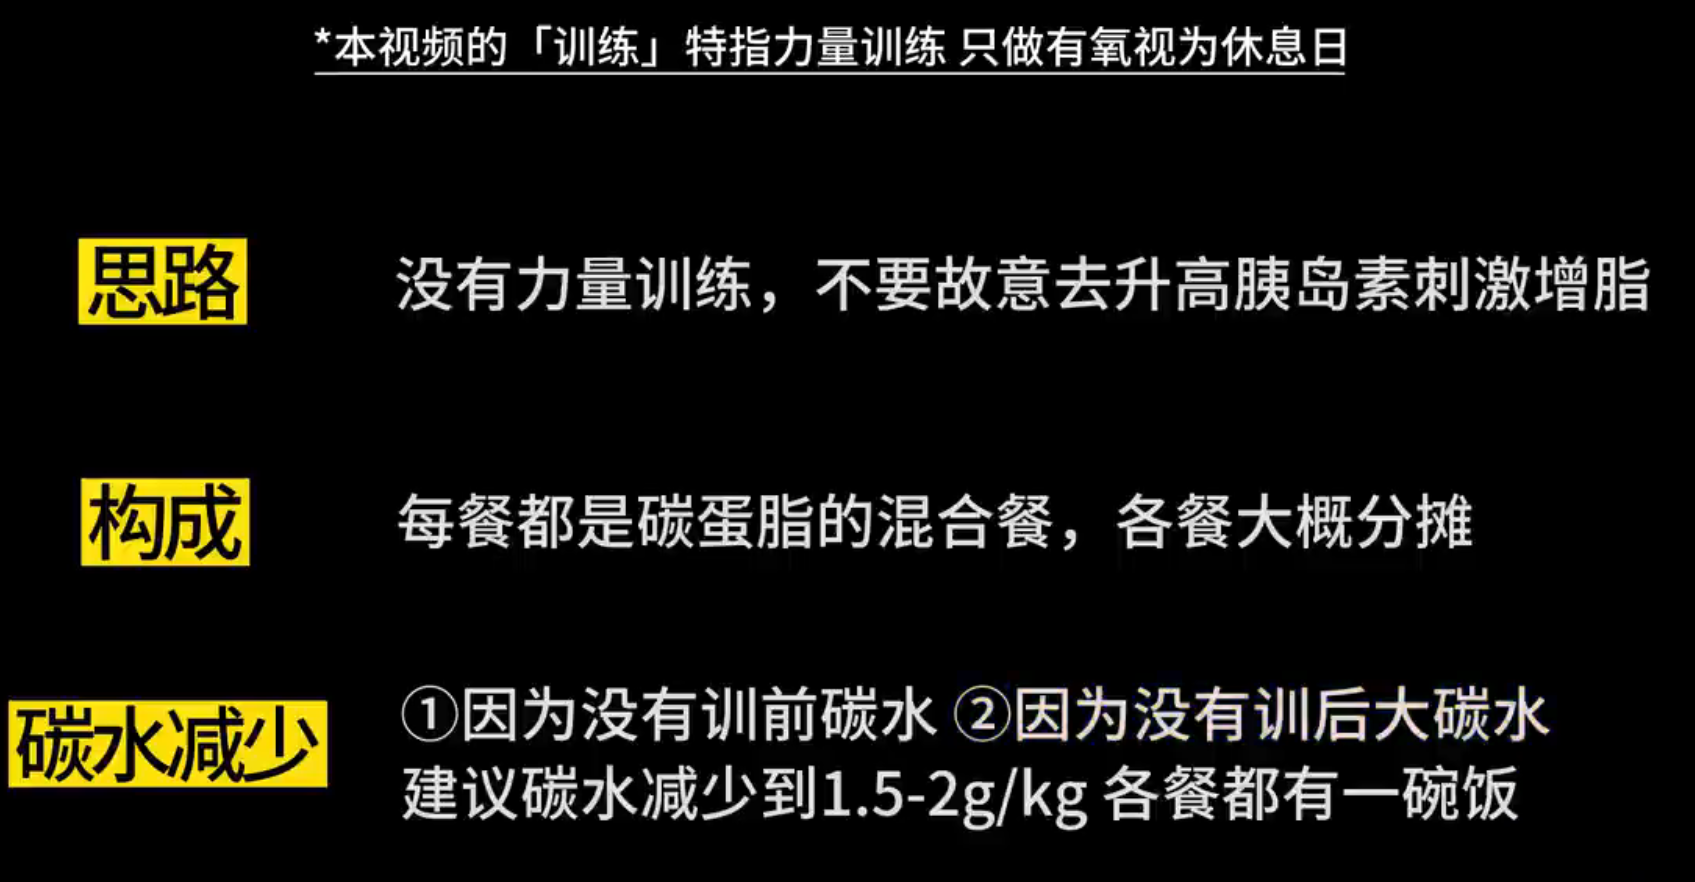 *本视频的「训练」特指力量训练 只做有氧视为休息日
思路
没有力量训练，不要故意去升高胰岛素刺激增脂
构成
每餐都是碳蛋脂的混合餐，各餐大概分摊
碳水减少
①因为没有训前碳水 ②因为没有训后大碳水
建议碳水减少到1.5-2g/kg 各餐都有一碗饭